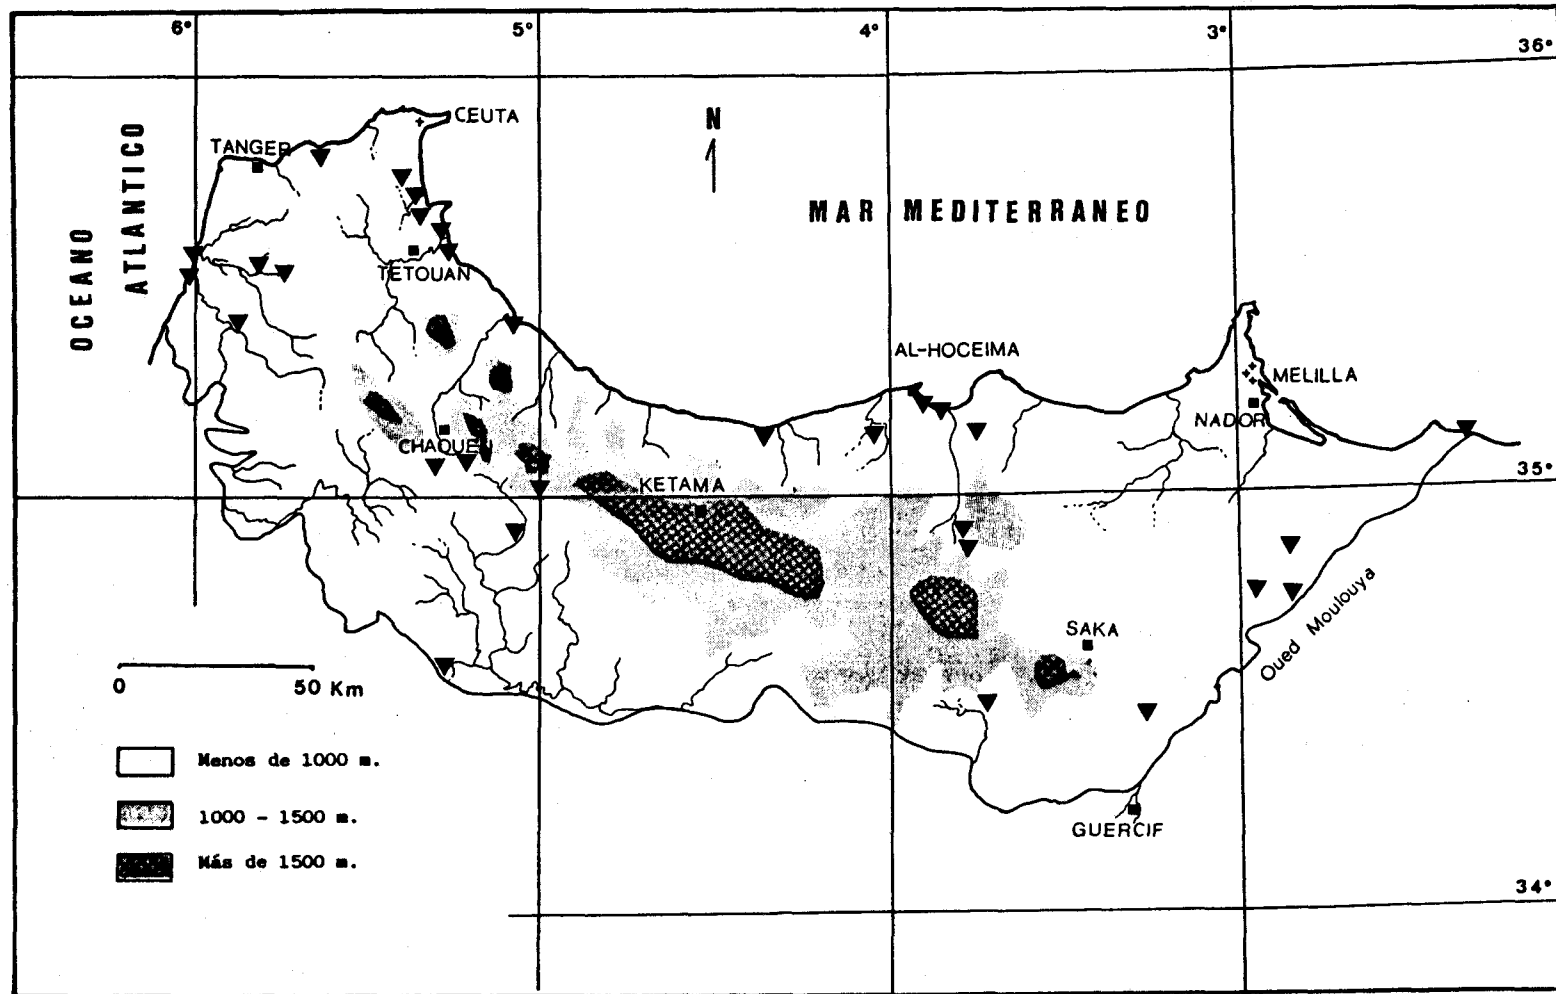 6° 5° 4° 3°
36°
CEUTA
N
TANGER
OCEANO
ATLANTICO
MAR MEDITERRANEO
TETOUAN
AL-HOCEIMA
MELILLA
NADOR
CHAQUEN
35°
KETAMA
Oued Moulouya
SAKA
0 50 Km
Menos de 1000 m.
1000 - 1500 m.
GUERCIF
Más de 1500 m.
34°